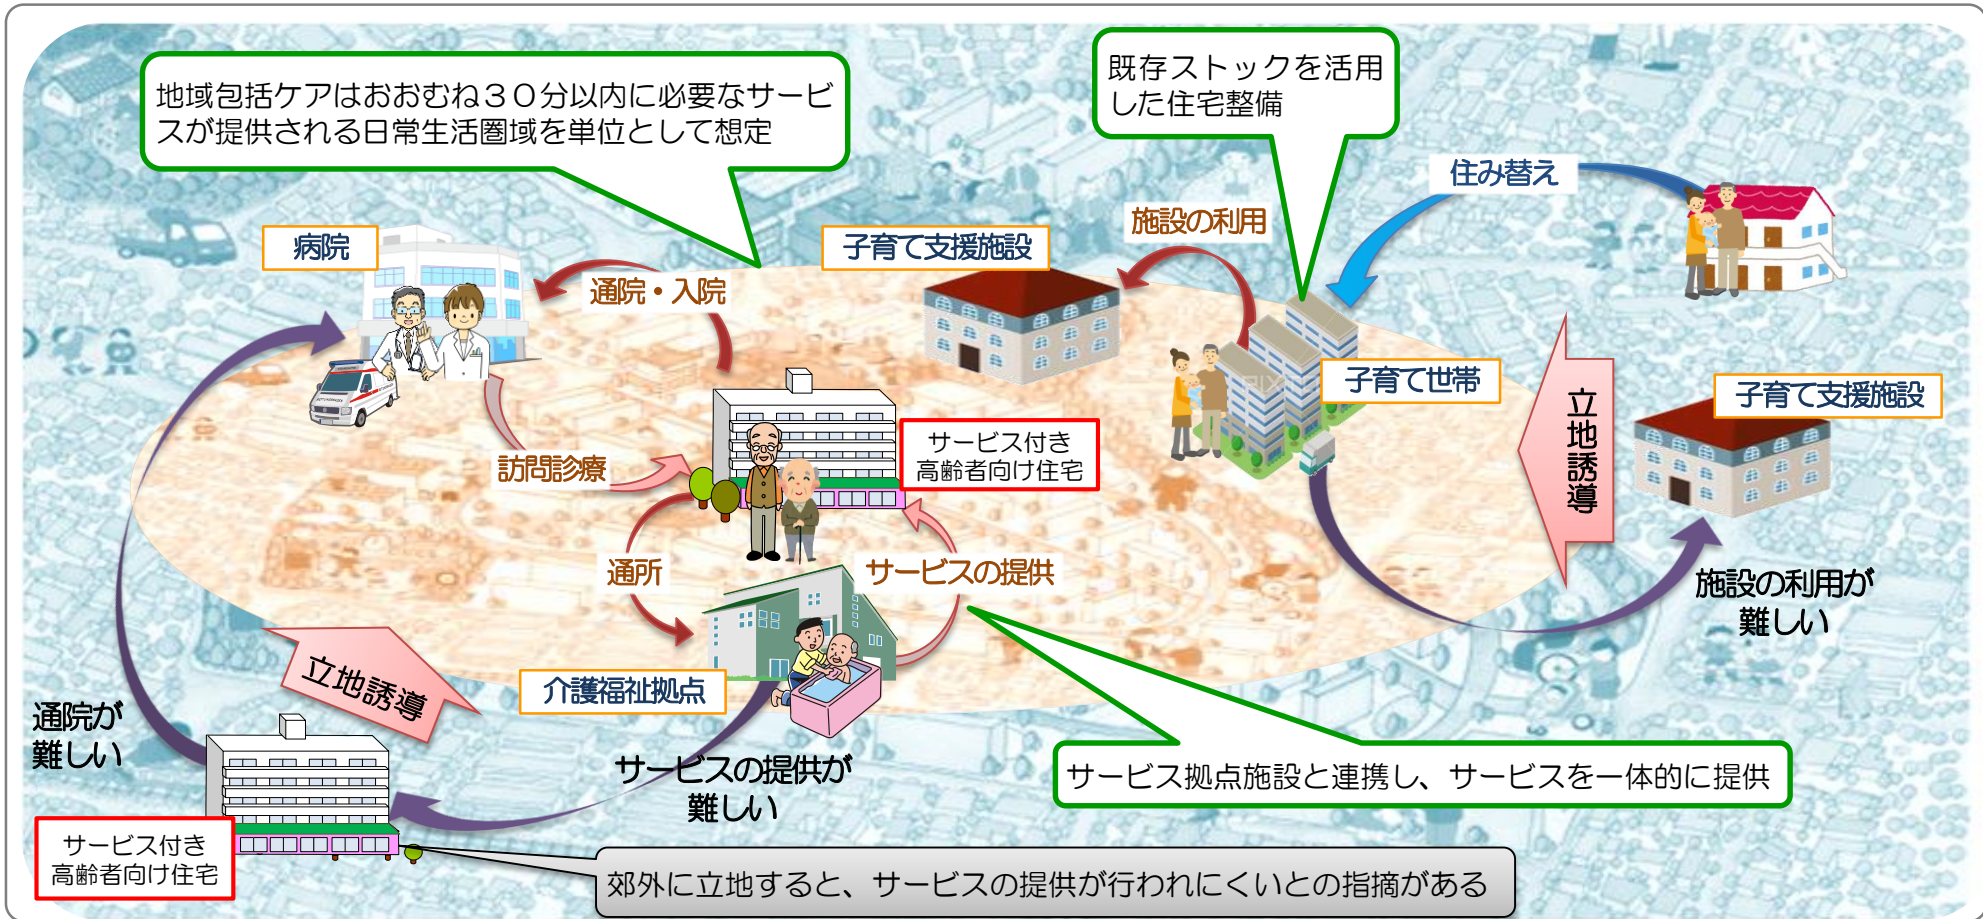 地域包括ケアはおおむね３０分以内に必要なサービ
スが提供される日常生活圏域を単位として想定
既存ストックを活用
した住宅整備
住み替え
施設の利用
病院
子育て支援施設
通院・入院
子育て世帯
子育て支援施設
立地誘導
サービス付き
高齢者向け住宅
訪問診療
通所
サービスの提供
施設の利用が
難しい
立地誘導
介護福祉拠点
通院が
難しい
サービスの提供が
難しい
サービス拠点施設と連携し、サービスを一体的に提供
サービス付き
高齢者向け住宅
郊外に立地すると、サービスの提供が行われにくいとの指摘がある